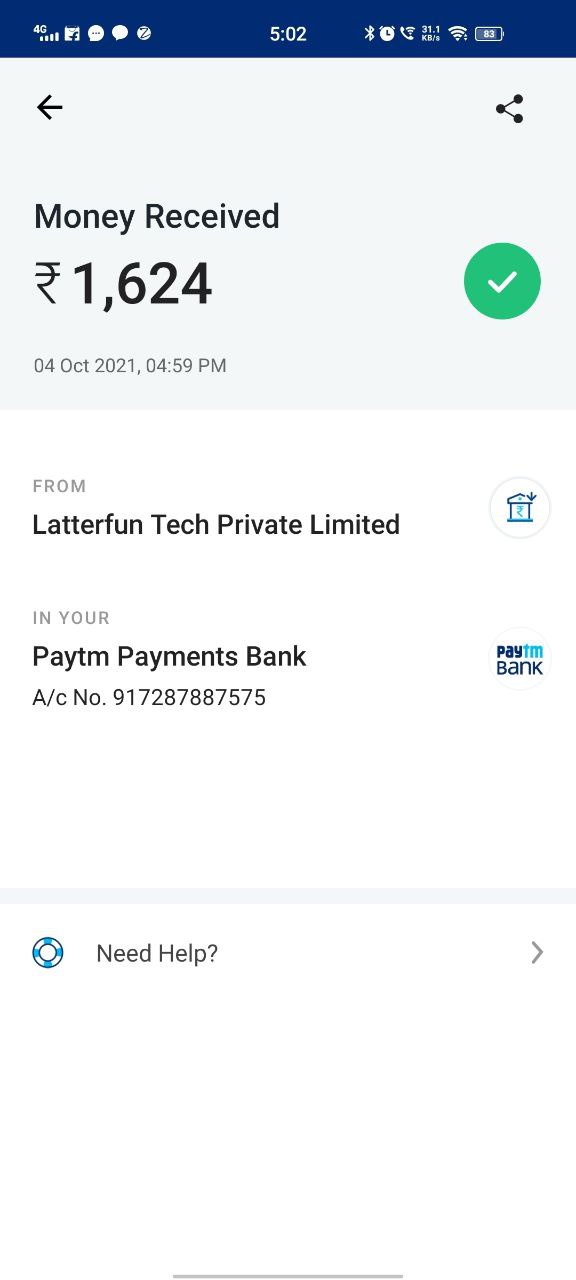 4G 5:02 31.1 KB/s 83
Money Received
₹1,624
04 Oct 2021, 04:59 PM
FROM
Latterfun Tech Private Limited
₹
IN YOUR
Paytm Payments Bank
paytm
BANK
A/c No. 917287887575
Need Help?